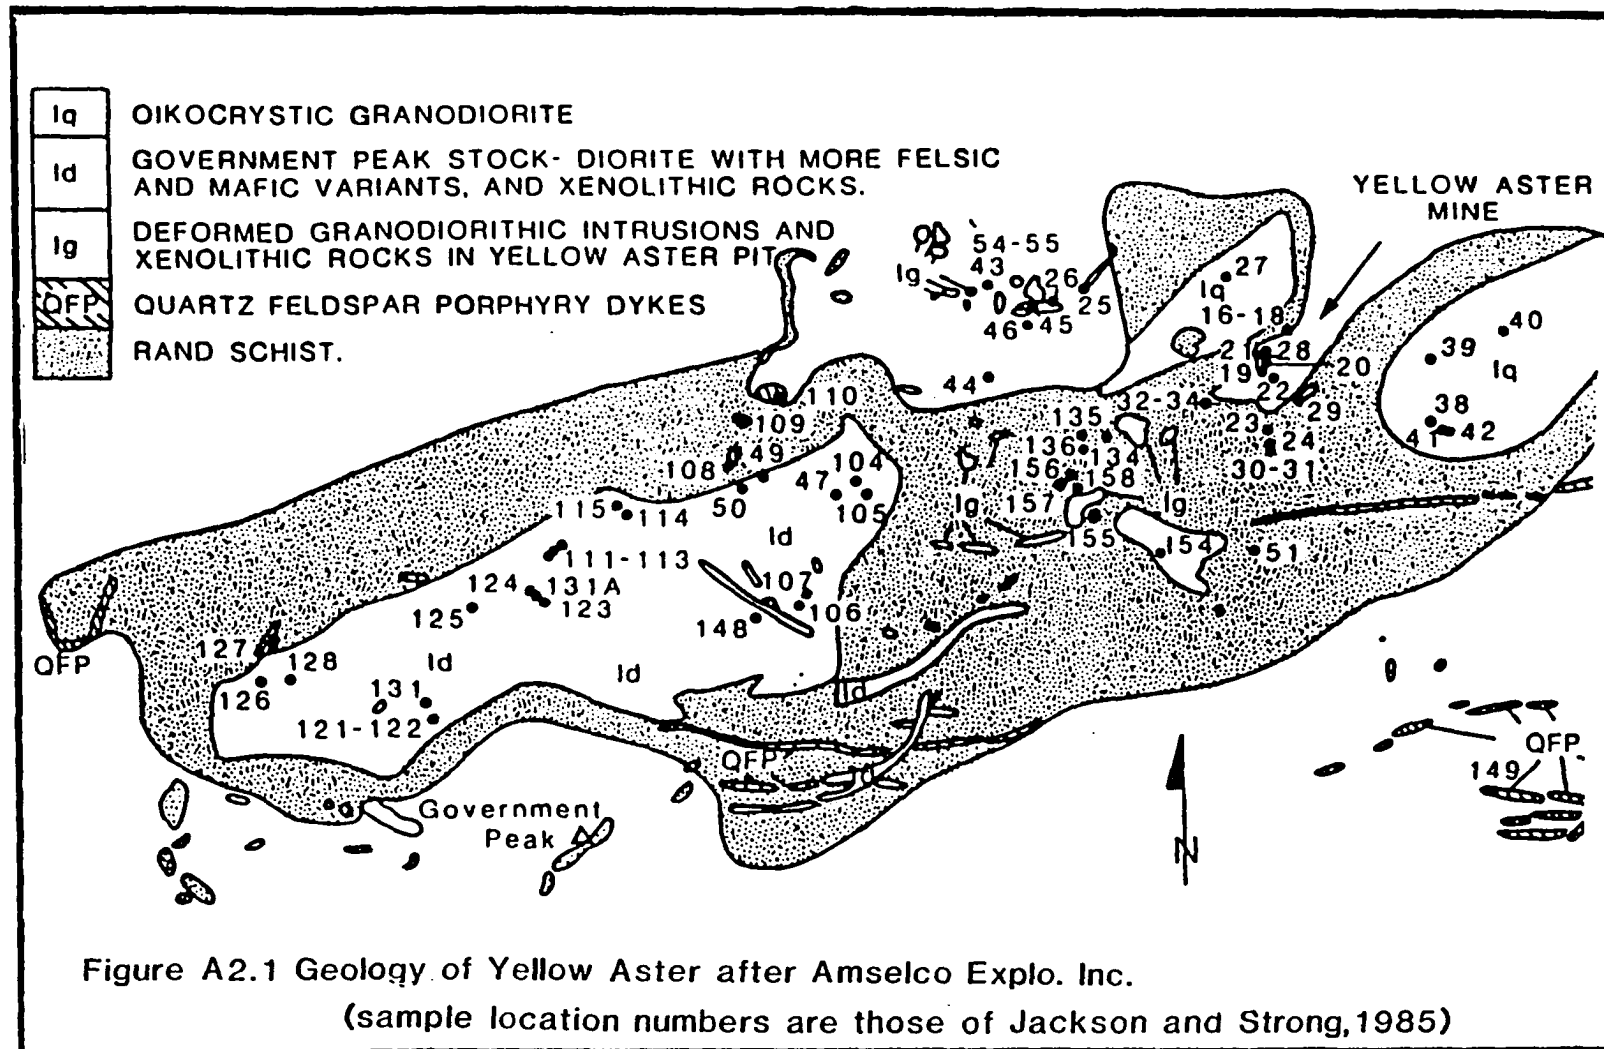 Iq OIKOCRYSTIC GRANODIORITE
Id GOVERNMENT PEAK STOCK- DIORITE WITH MORE FELSIC
AND MAFIC VARIANTS, AND XENOLITHIC ROCKS.
Ig DEFORMED GRANODIORITHIC INTRUSIONS AND
XENOLITHIC ROCKS IN YELLOW ASTER PIT
QFP QUARTZ FELDSPAR PORPHYRY DYKES
RAND SCHIST.
YELLOW ASTER
MINE
54-55
Ig 43 26 27
25 Iq
46 45 16-18
40
21 28 39
19 20 Iq
44 22
110 32-34 29
109 135 23 38
136 134 24 41 42
49 104 156 158 30-31
108 47
50 105 157 Ig Ig
115 114
Id 155 154 51
111-113
124 131A 107
125 123 106
148
127 128 Id Id
QFP
126 131 Id
121-122
QFP
QFP Id 149
Government
Peak
N
Figure A2.1 Geology of Yellow Aster after Amselco Explo. Inc.
(sample location numbers are those of Jackson and Strong,1985)